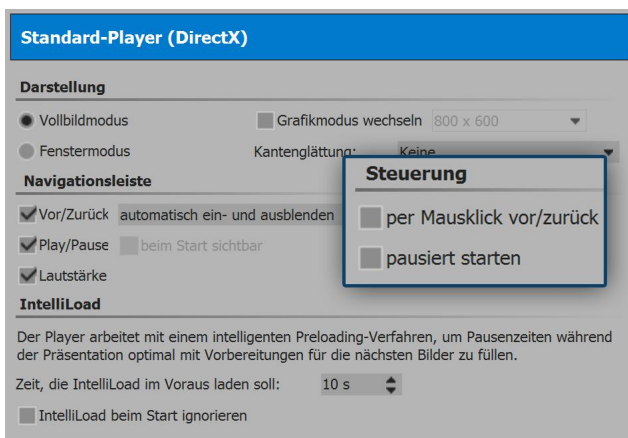 Standard-Player (DirectX)
Darstellung
Vollbildmodus
Grafikmodus wechseln 800 x 600
Fenstermodus
Kantenglättung: Keine
Navigationsleiste
Vor/Zurück automatisch ein- und ausblenden
Play/Pause beim Start sichtbar
Lautstärke
Steuerung
per Mausklick vor/zurück
pausiert starten
IntelliLoad
Der Player arbeitet mit einem intelligenten Preloading-Verfahren, um Pausenzeiten während
der Präsentation optimal mit Vorbereitungen für die nächsten Bilder zu füllen.
Zeit, die IntelliLoad im Voraus laden soll: 10 s
IntelliLoad beim Start ignorieren